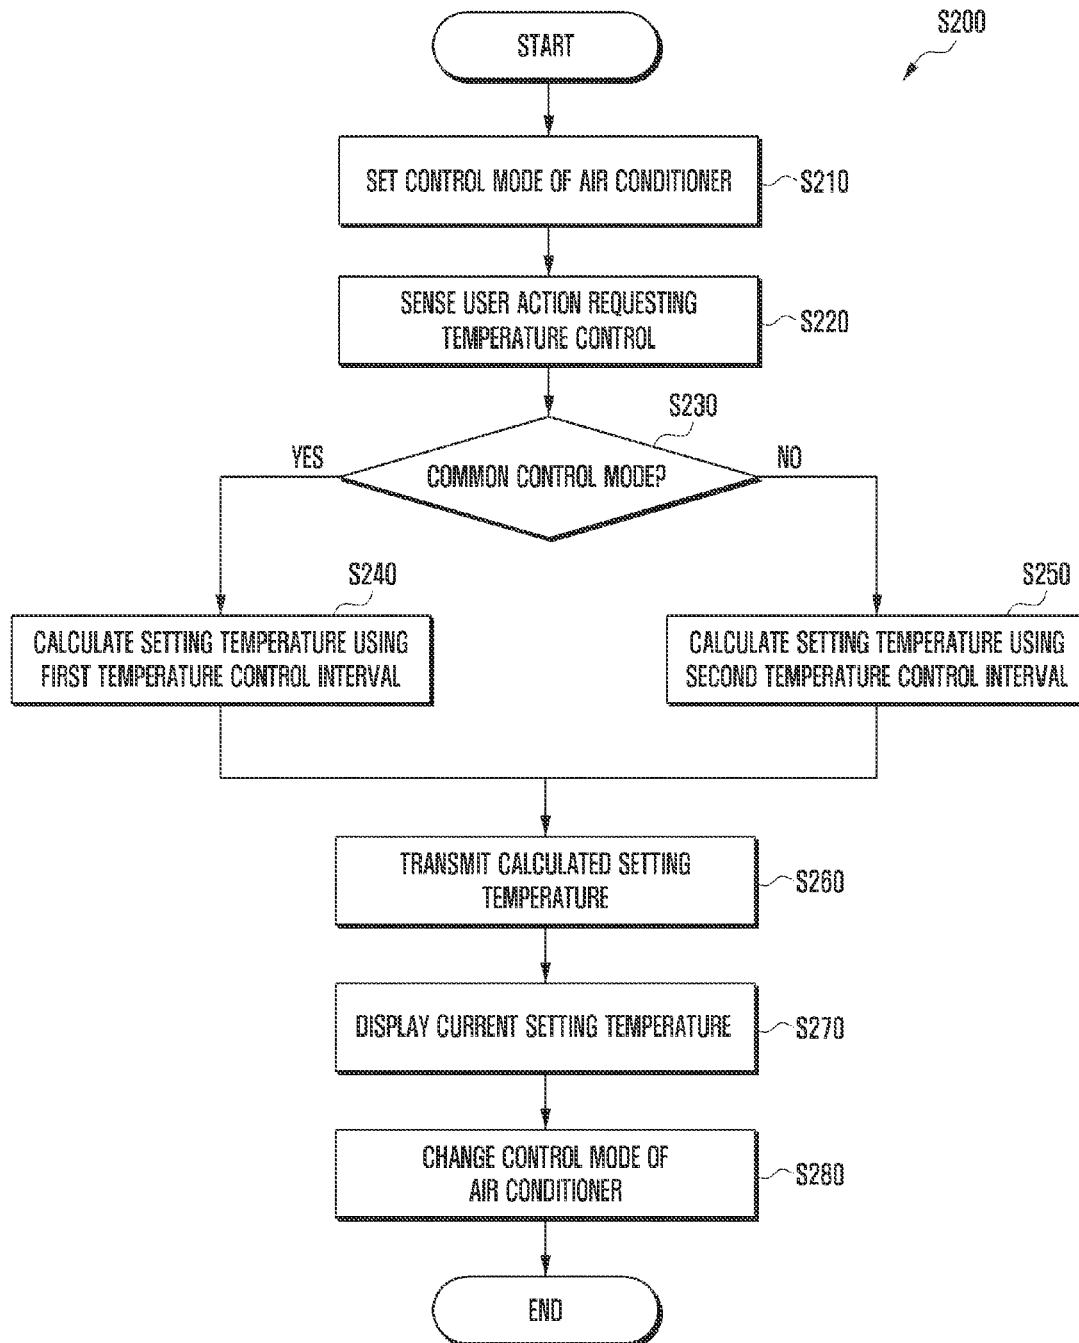 S200
START
SET CONTROL MODE OF AIR CONDITIONER
S210
SENSE USER ACTION REQUESTING
TEMPERATURE CONTROL
S220
S230
YES
COMMON CONTROL MODE?
NO
S240
CALCULATE SETTING TEMPERATURE USING
FIRST TEMPERATURE CONTROL INTERVAL
S250
CALCULATE SETTING TEMPERATURE USING
SECOND TEMPERATURE CONTROL INTERVAL
TRANSMIT CALCULATED SETTING
TEMPERATURE
S260
DISPLAY CURRENT SETTING TEMPERATURE
S270
CHANGE CONTROL MODE OF
AIR CONDITIONER
S280
END